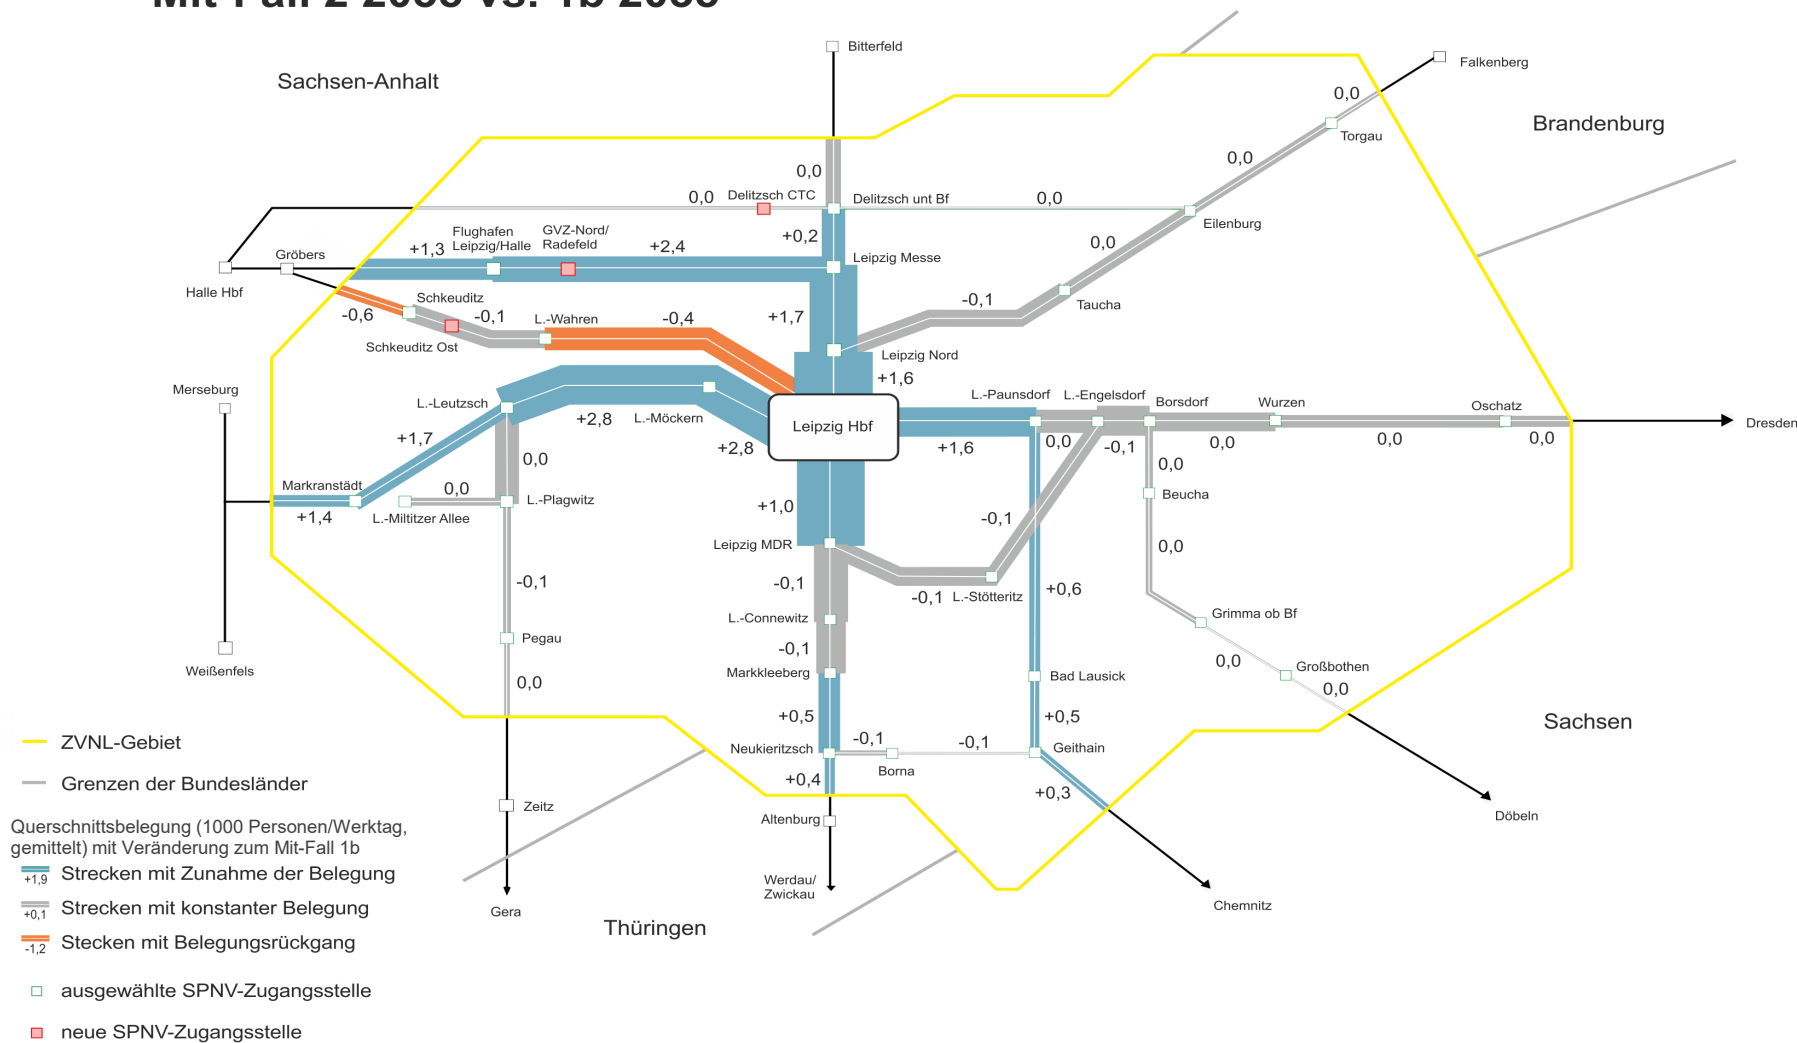 Mit-Fall 2 2035 vs. 1b 2035
Bitterfeld
Falkenberg
Sachsen-Anhalt
0,0
Brandenburg
Torgau
0,0
0,0
0,0
Delitzsch CTC
Delitzsch unt Bf
0,0
Eilenburg
Flughafen
Leipzig/Halle
GVZ-Nord/
Radefeld
+0,2
0,0
Gröbers
+1,3
+2,4
Leipzig Messe
Halle Hbf
Schkeuditz
-0,6
-0,1
L.-Wahren
-0,4
+1,7
-0,1
Taucha
Schkeuditz Ost
Leipzig Nord
+1,6
Merseburg
L.-Leutzsch
+2,8
L.-Möckern
Leipzig Hbf
L.-Paunsdorf
L.-Engelsdorf
Borsdorf
Wurzen
Oschatz
Dresden
+1,7
+2,8
+1,6
0,0
-0,1
0,0
0,0
0,0
0,0
0,0
Markranstädt
0,0
L.-Plagwitz
Beucha
+1,4
L.-Miltitzer Allee
+1,0
-0,1
Leipzig MDR
0,0
-0,1
-0,1
-0,1
L.-Stötteritz
+0,6
L.-Connewitz
Grimma ob Bf
Pegau
-0,1
0,0
Weißenfels
Markkleeberg
Bad Lausick
Großbothen
0,0
0,0
+0,5
+0,5
Sachsen
Neukieritzsch
-0,1
-0,1
Geithain
Borna
+0,4
+0,3
Zeitz
Altenburg
Döbeln
Werdau/
Zwickau
Gera
Chemnitz
Thüringen
ZVNL-Gebiet
Grenzen der Bundesländer
Querschnittsbelegung (1000 Personen/Werktag,
gemittelt) mit Veränderung zum Mit-Fall 1b
+1,9 Strecken mit Zunahme der Belegung
+0,1 Strecken mit konstanter Belegung
-1,2 Stecken mit Belegungsrückgang
ausgewählte SPNV-Zugangsstelle
neue SPNV-Zugangsstelle